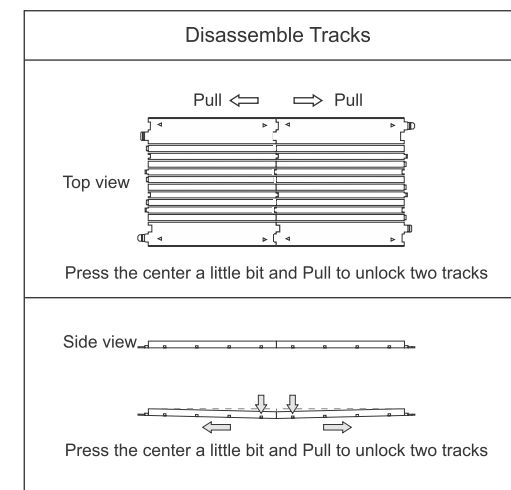 Disassemble Tracks
Pull Pull
Top view
Press the center a little bit and Pull to unlock two tracks
Side view
Press the center a little bit and Pull to unlock two tracks